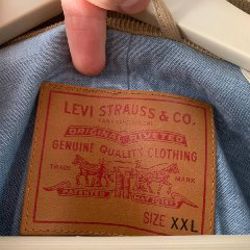 LEVI STRAUSS & CO.
ORIGINAL RIVETED
GENUINE QUALITY CLOTHING
TRADE MARK
SIZE XXL